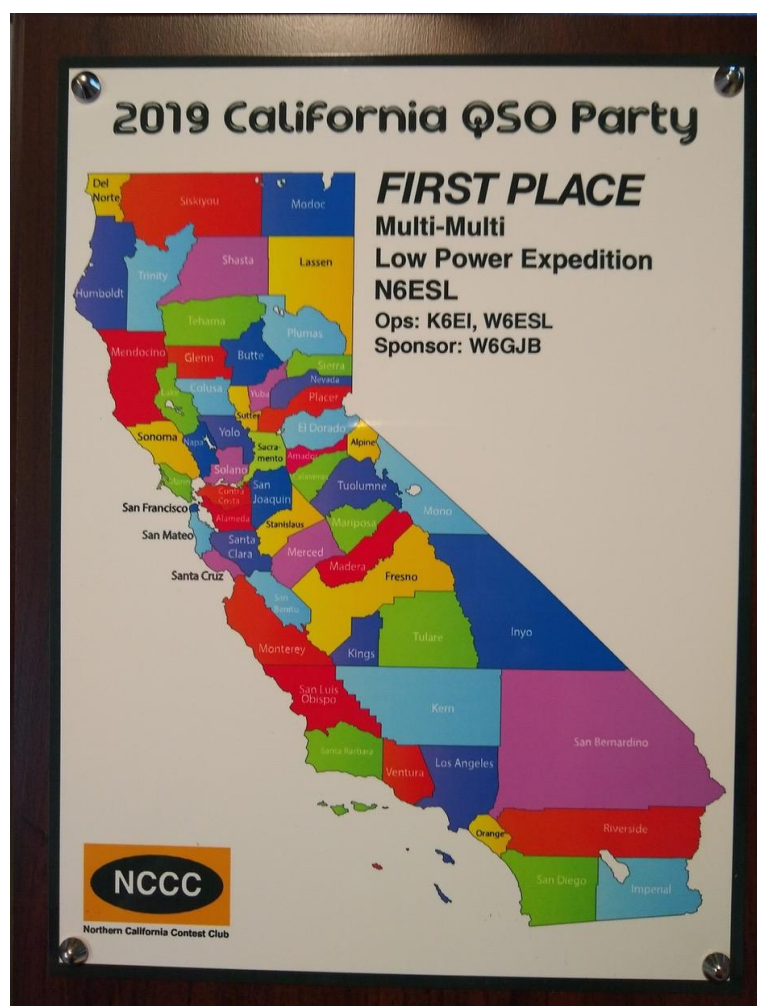 2019 California QSO Party
FIRST PLACE
Multi-Multi
Low Power Expedition
N6ESL
Ops: K6EI, W6ESL
Sponsor: W6GJB
Del
Norte
Siskiyou
Modoc
Humboldt
Trinity
Shasta
Lassen
Tehama
Plumas
Mendocino
Glenn
Butte
Sierra
Nevada
Lake
Colusa
Yuba
Placer
Sutter
El Dorado
Sonoma
Napa
Yolo
Sacra-
mento
Amador
Alpine
Solano
Calaveras
Marin
Contra
Costa
San
Joaquin
Tuolumne
Mono
San Francisco
Alameda
Stanislaus
Mariposa
San Mateo
Santa
Clara
Merced
Madera
Santa Cruz
Fresno
San
Benito
Inyo
Tulare
Monterey
Kings
San Luis
Obispo
Kern
San Bernardino
Santa Barbara
Ventura
Los Angeles
Orange
Riverside
San Diego
Imperial
NCCC
Northern California Contest Club